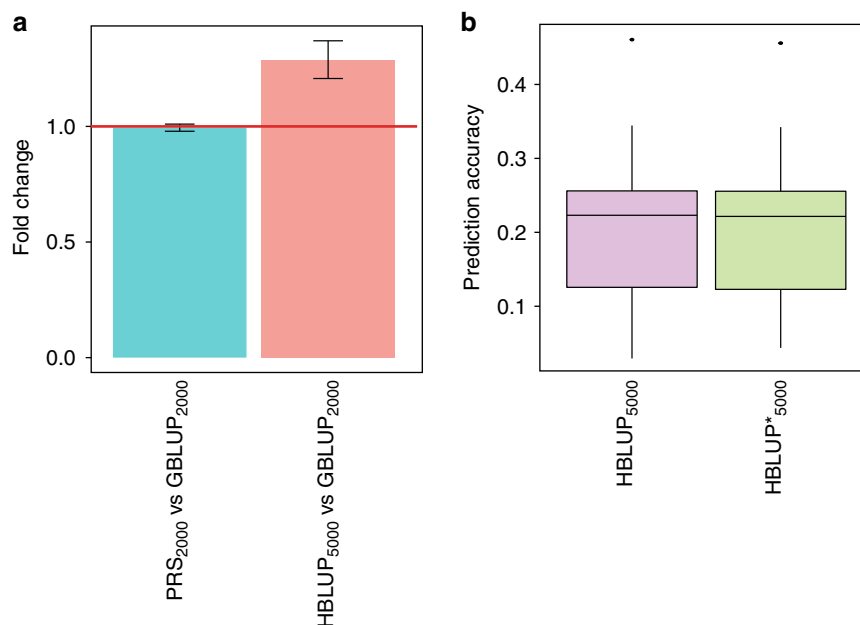 a
Fold change
1.0
0.5
0.0
PRS2000 vs GBLUP2000
HBLUP5000 vs GBLUP2000
b
Prediction accuracy
0.4
0.3
0.2
0.1
HBLUP5000
HBLUP*5000